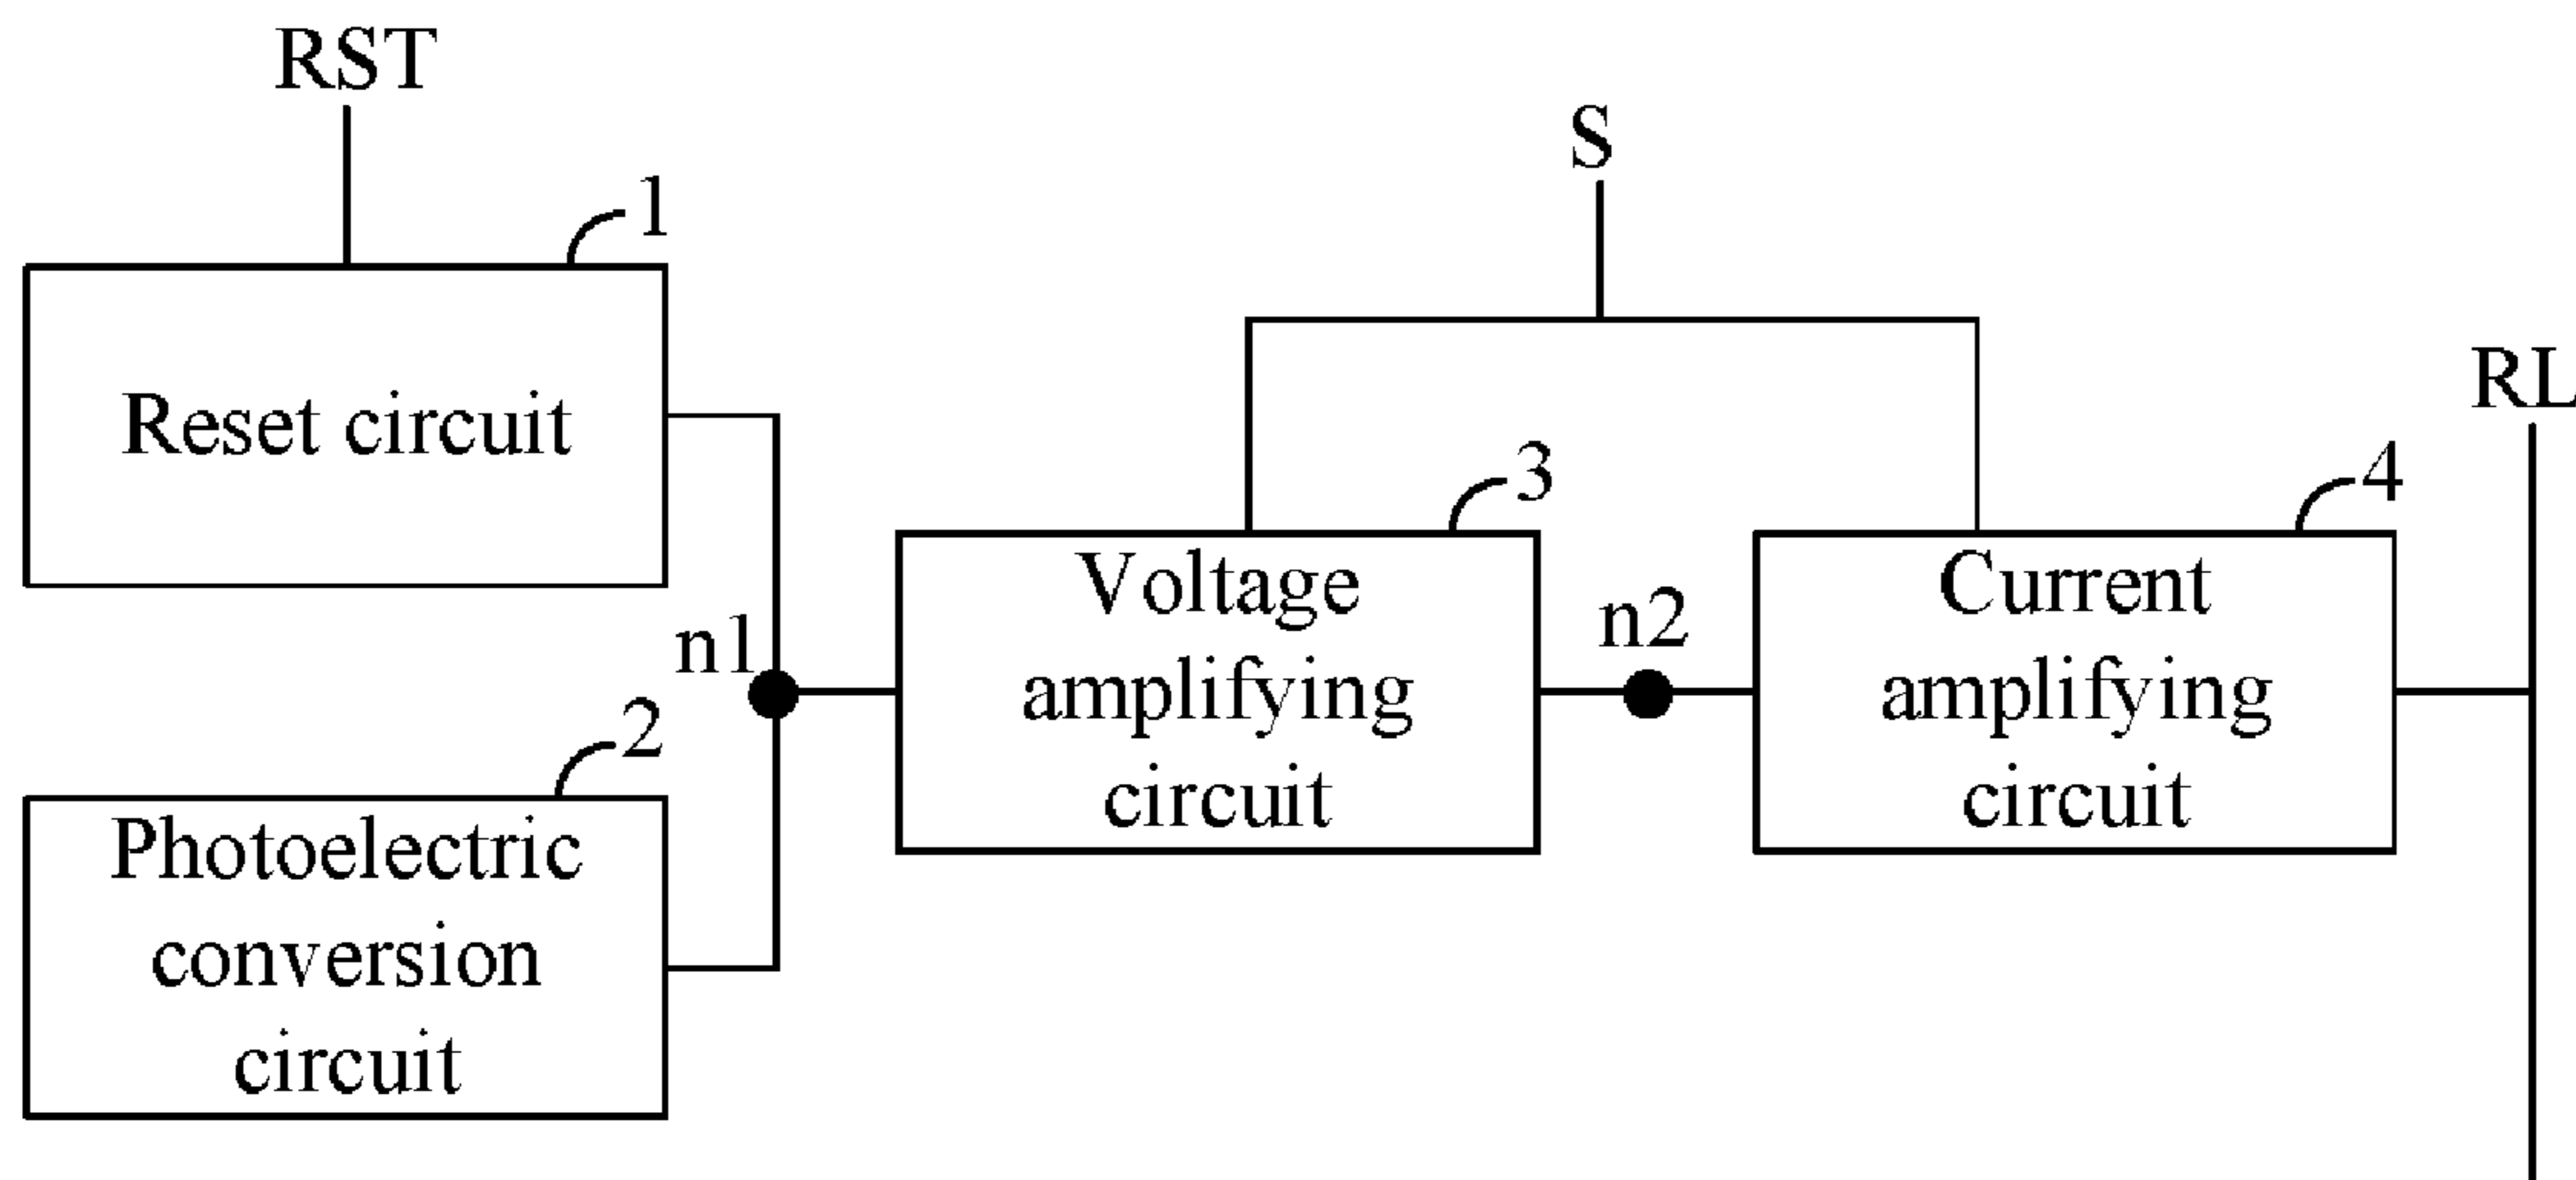 RST
S
1
Reset circuit
RL
3
4
n1
Voltage
amplifying
circuit
n2
Current
amplifying
circuit
2
Photoelectric
conversion
circuit